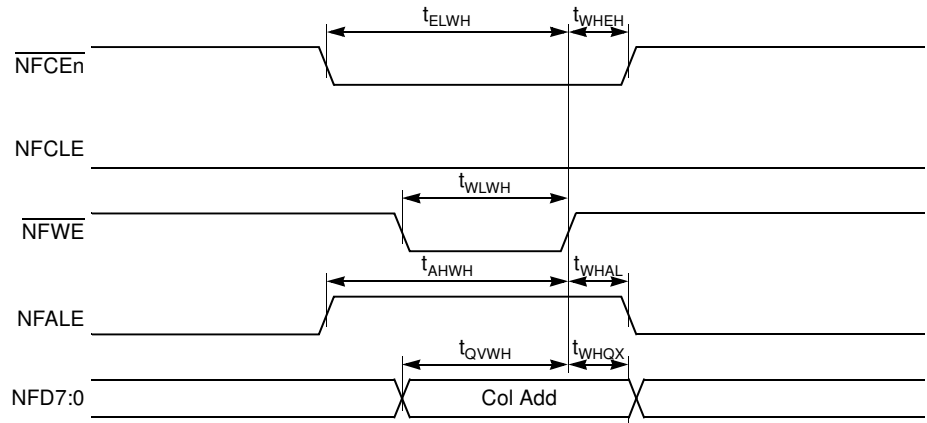 tELWH tWHEH
NFCEn
NFCLE
tWLWH
NFWE
tAHWH tWHAL
NFALE
tQVWH tWHQX
NFD7:0 Col Add